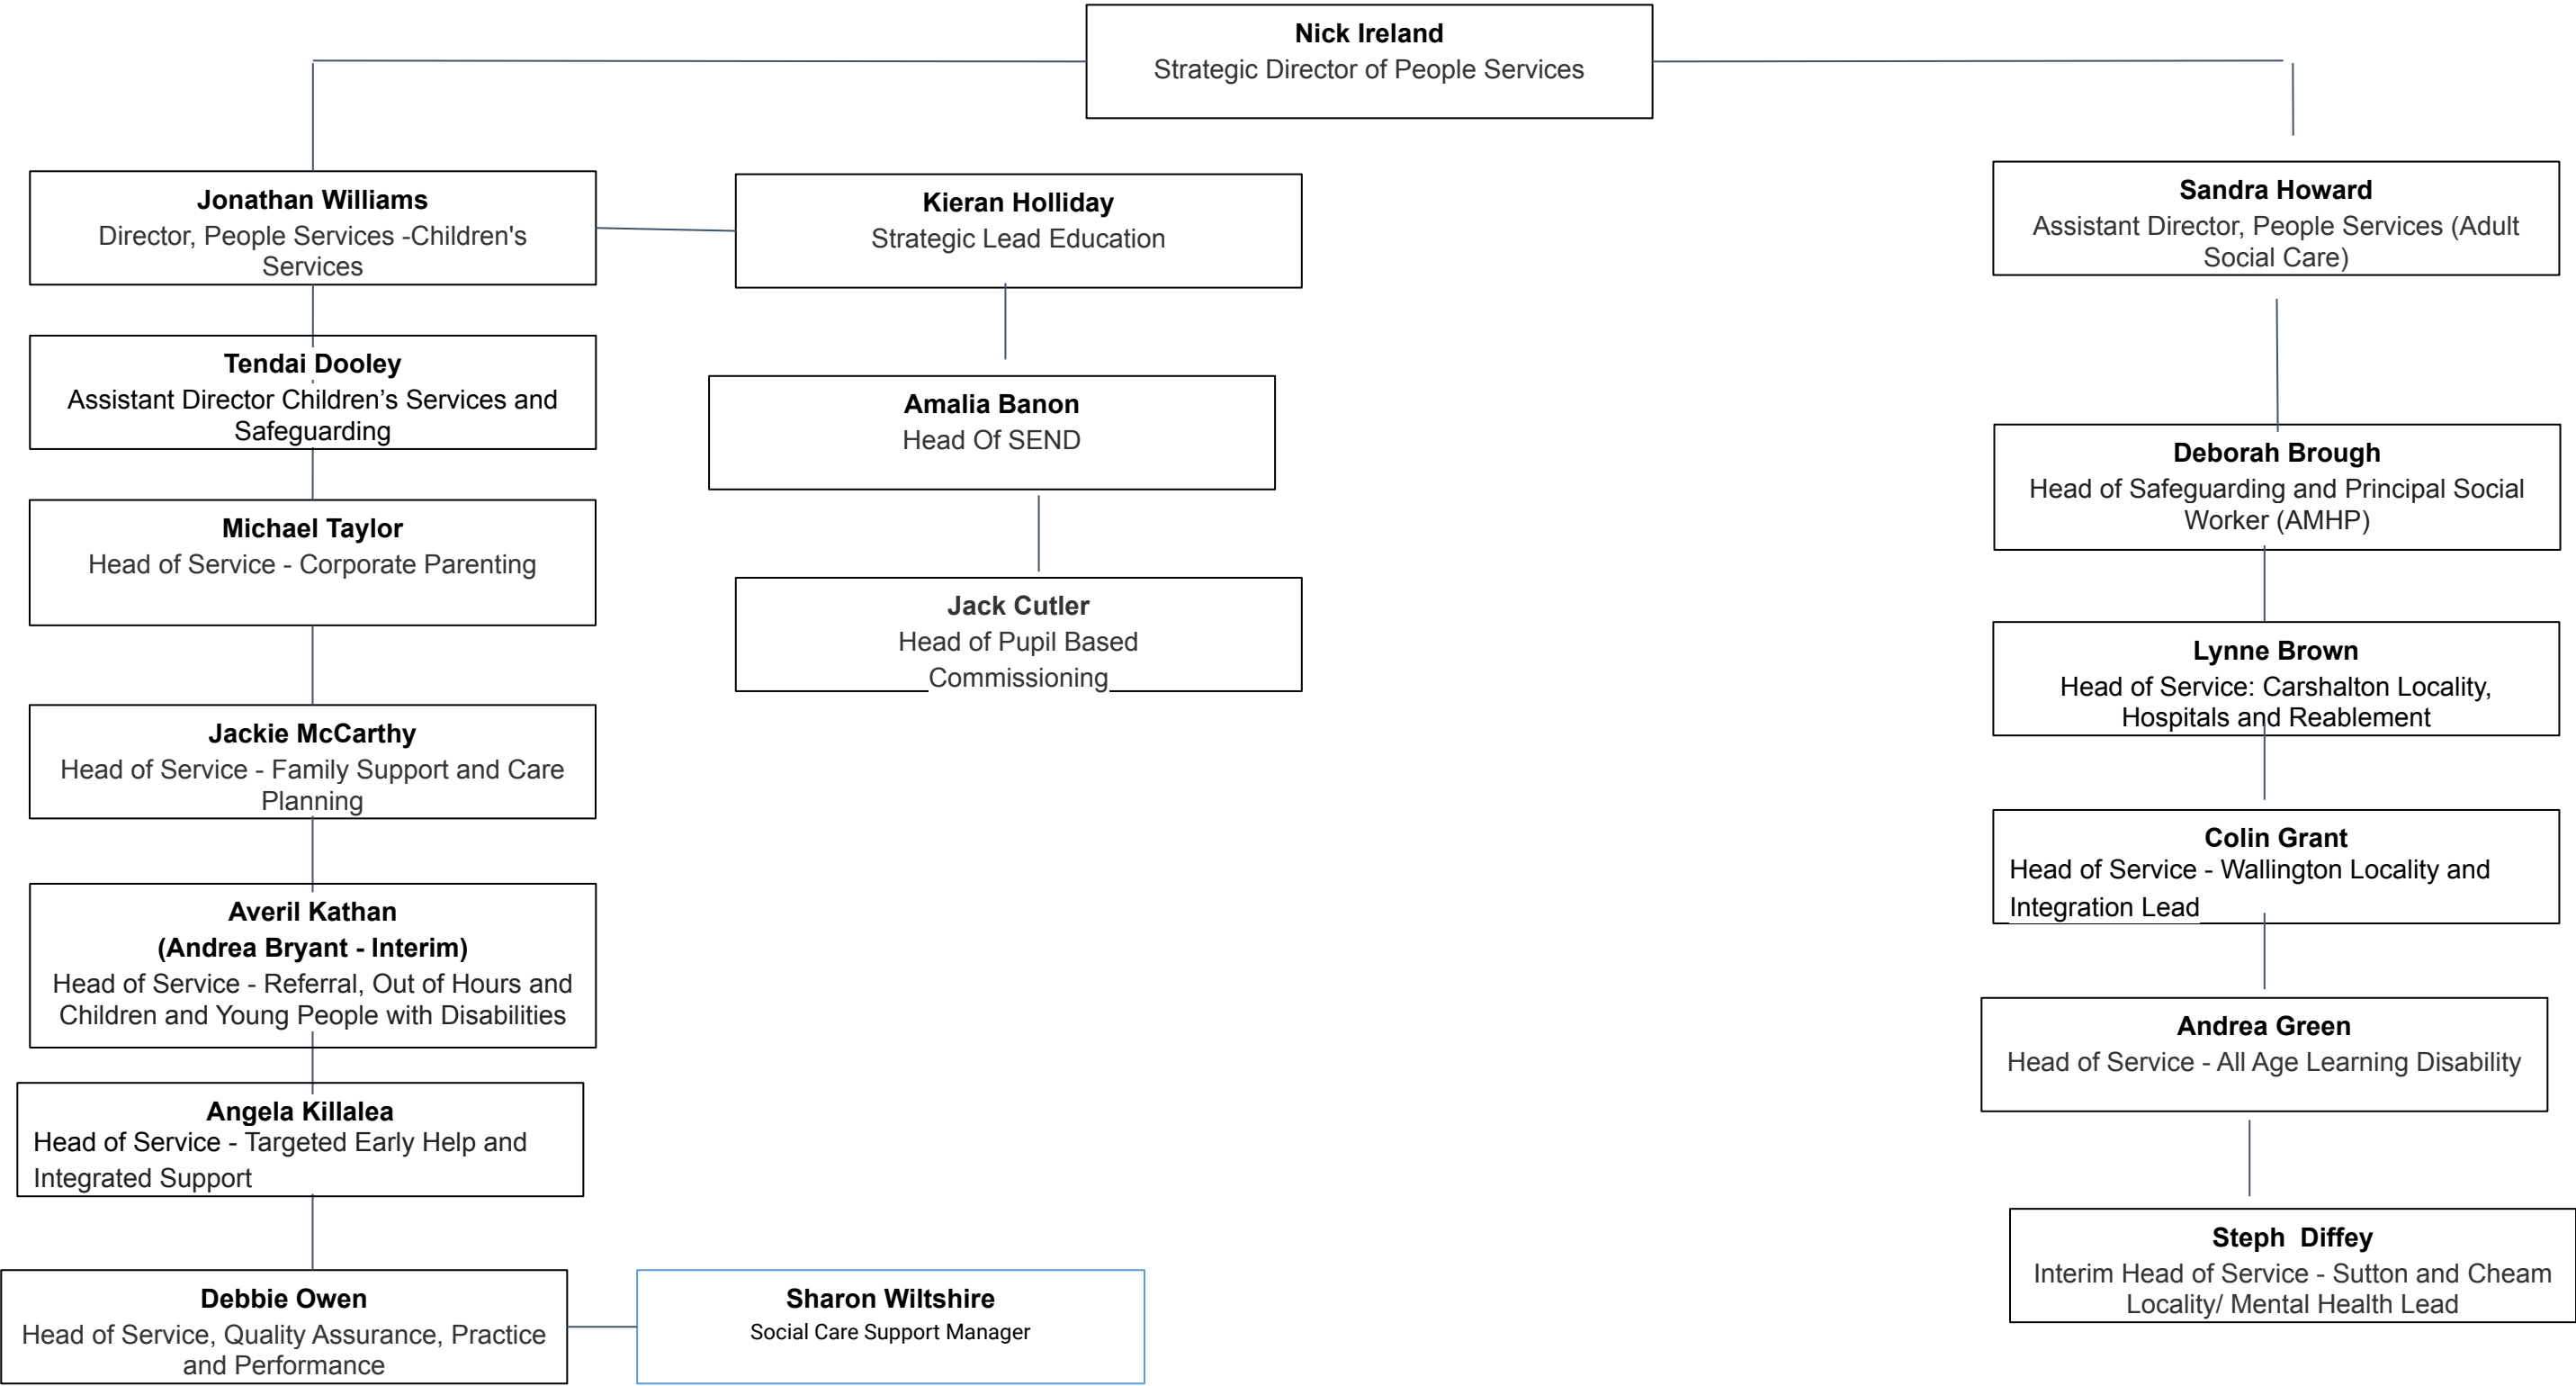 Nick Ireland
Strategic Director of People Services
Jonathan Williams
Director, People Services -Children's
Services
Kieran Holliday
Strategic Lead Education
Sandra Howard
Assistant Director, People Services (Adult
Social Care)
Tendai Dooley
Assistant Director Children’s Services and
Safeguarding
Amalia Banon
Head Of SEND
Deborah Brough
Head of Safeguarding and Principal Social
Worker (AMHP)
Michael Taylor
Head of Service - Corporate Parenting
Jack Cutler
Head of Pupil Based
Commissioning
Lynne Brown
Head of Service: Carshalton Locality,
Hospitals and Reablement
Jackie McCarthy
Head of Service - Family Support and Care
Planning
Colin Grant
Head of Service - Wallington Locality and
Integration Lead
Averil Kathan
(Andrea Bryant - Interim)
Head of Service - Referral, Out of Hours and
Children and Young People with Disabilities
Andrea Green
Head of Service - All Age Learning Disability
Angela Killalea
Head of Service - Targeted Early Help and
Integrated Support
Steph  Diffey
Interim Head of Service - Sutton and Cheam
Locality/ Mental Health Lead
Debbie Owen
Head of Service, Quality Assurance, Practice
and Performance
Sharon Wiltshire
Social Care Support Manager